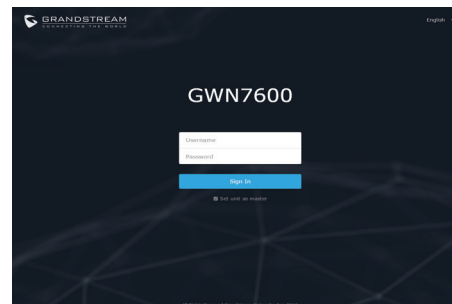 GRANDSTREAM
CONNECTING THE WORLD
English
GWN7600
Username
Password
Sign In
Set unit as master